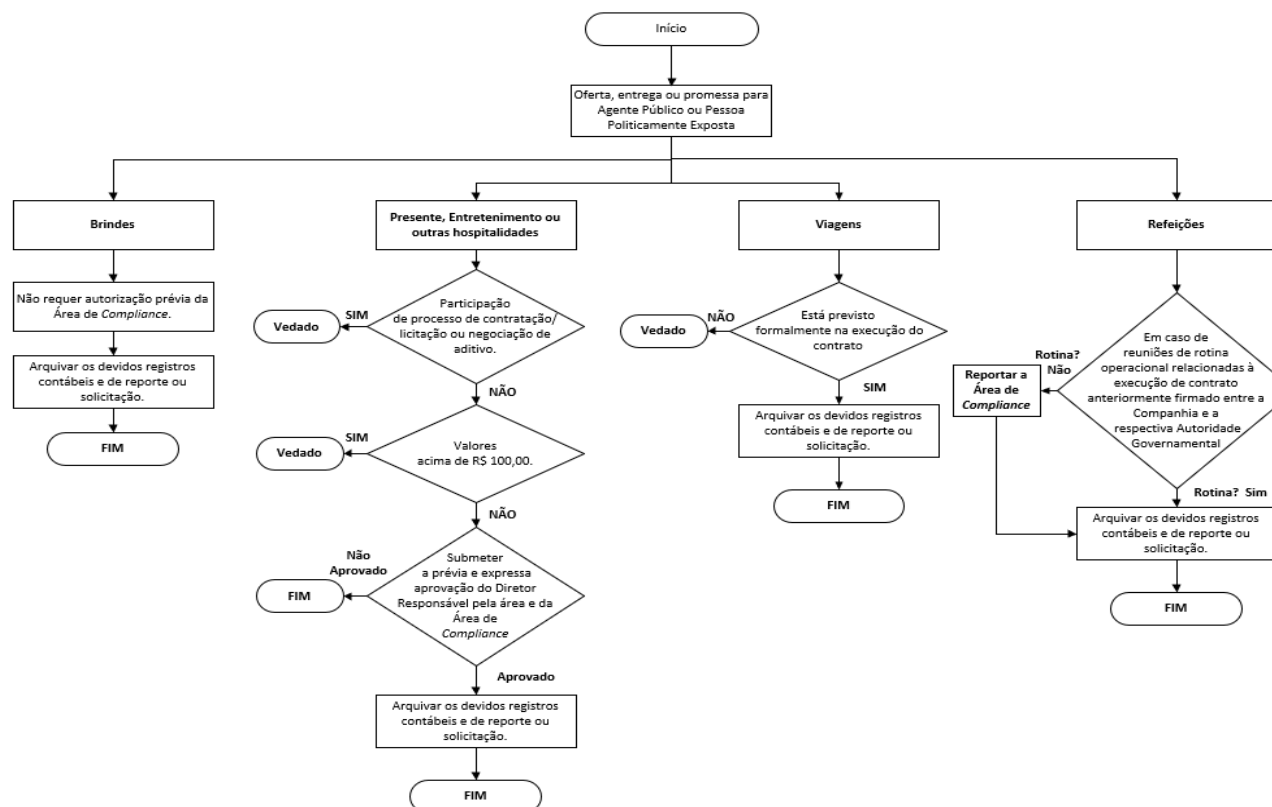 Início
Oferta, entrega ou promessa para
Agente Público ou Pessoa
Politicamente Exposta
Brindes
Não requer autorização prévia da
Área de Compliance.
Arquivar os devidos registros
contábeis e de reporte ou
solicitação.
FIM
Presente, Entretenimento ou
outras hospitalidades
Participação
de processo de contratação/
licitação ou negociação de
aditivo.
SIM
Vedado
NÃO
Valores
acima de R$ 100,00.
SIM
Vedado
NÃO
Submeter
a prévia e expressa
aprovação do Diretor
Responsável pela área e da
Área de
Compliance
Não
Aprovado
FIM
Aprovado
Arquivar os devidos registros
contábeis e de reporte ou
solicitação.
FIM
Viagens
Está previsto
formalmente na execução do
contrato
NÃO
Vedado
SIM
Arquivar os devidos registros
contábeis e de reporte ou
solicitação.
FIM
Refeições
Em caso de
reuniões de rotina
operacional relacionadas à
execução de contrato
anteriormente firmado entre a
Companhia e a
respectiva Autoridade
Governamental
Rotina?
Não
Reportar a
Área de
Compliance
Rotina? Sim
Arquivar os devidos registros
contábeis e de reporte ou
solicitação.
FIM